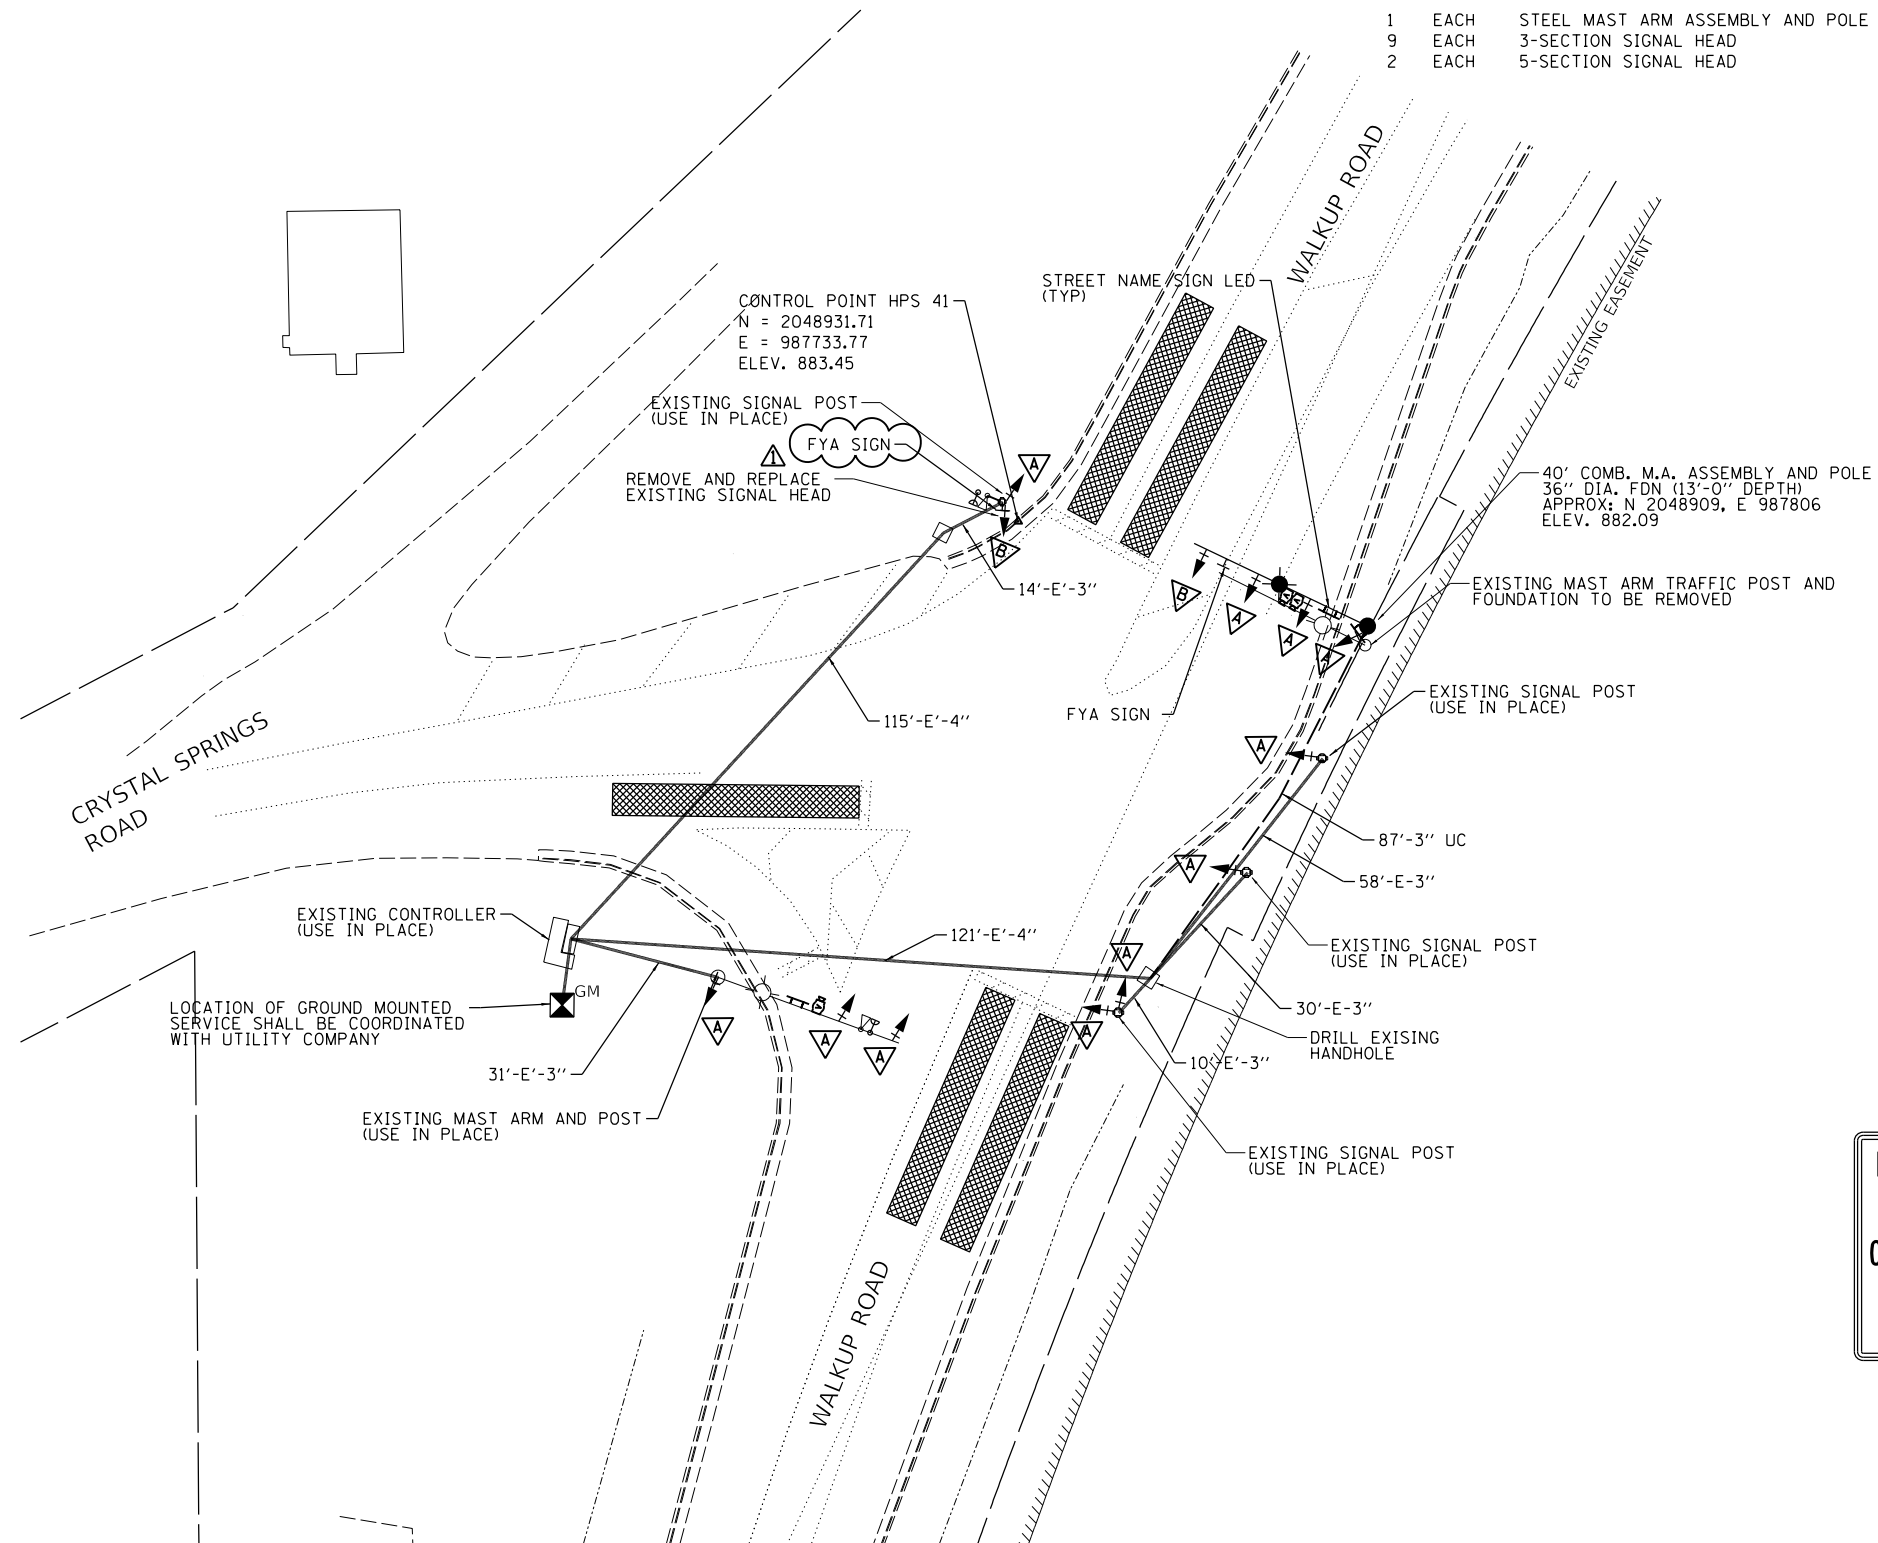 1 EACH STEEL MAST ARM ASSEMBLY AND POLE
9 EACH 3-SECTION SIGNAL HEAD
2 EACH 5-SECTION SIGNAL HEAD
WALKUP ROAD
EXISTING EASEMENT
STREET NAME SIGN LED
(TYP)
CONTROL POINT HPS 41
N = 2048931.71
E = 987733.77
ELEV. 883.45
EXISTING SIGNAL POST
(USE IN PLACE)
FYA SIGN
1
REMOVE AND REPLACE
EXISTING SIGNAL HEAD
A
B
14'-E'-3"
40' COMB. M.A. ASSEMBLY AND POLE
36" DIA. FDN (13'-0" DEPTH)
APPROX: N 2048909, E 987806
ELEV. 882.09
EXISTING MAST ARM TRAFFIC POST AND
FOUNDATION TO BE REMOVED
B
A
A
A
EXISTING SIGNAL POST
(USE IN PLACE)
FYA SIGN
115'-E'-4"
CRYSTAL SPRINGS
ROAD
A
87'-3" UC
58'-E-3"
A
EXISTING CONTROLLER
(USE IN PLACE)
121'-E'-4"
A
EXISTING SIGNAL POST
(USE IN PLACE)
GM
LOCATION OF GROUND MOUNTED
SERVICE SHALL BE COORDINATED
WITH UTILITY COMPANY
A
A
A
A
30'-E-3"
DRILL EXISING
HANDHOLE
10'-E'-3"
31'-E'-3"
EXISTING MAST ARM AND POST
(USE IN PLACE)
EXISTING SIGNAL POST
(USE IN PLACE)
WALKUP ROAD